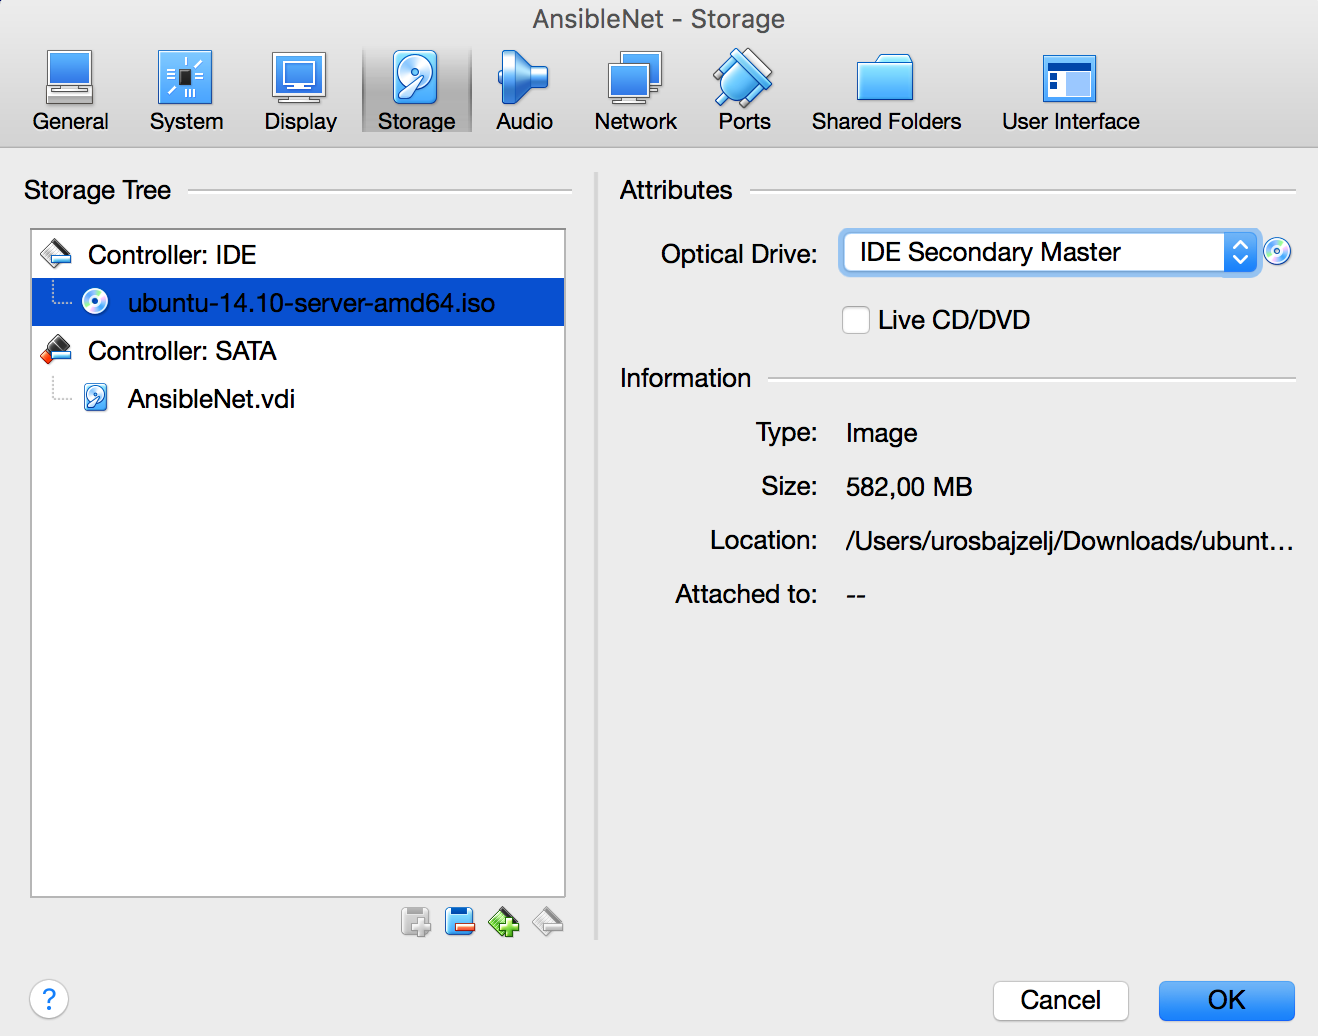 AnsibleNet - Storage
General
System
Display
Storage
Audio
Network
Ports
Shared Folders
User Interface
Storage Tree
Controller: IDE
ubuntu-14.10-server-amd64.iso
Controller: SATA
AnsibleNet.vdi
Attributes
Optical Drive: IDE Secondary Master
Live CD/DVD
Information
Type: Image
Size: 582,00 MB
Location: /Users/urosbajzelj/Downloads/ubunt...
Attached to: --
?
Cancel
OK